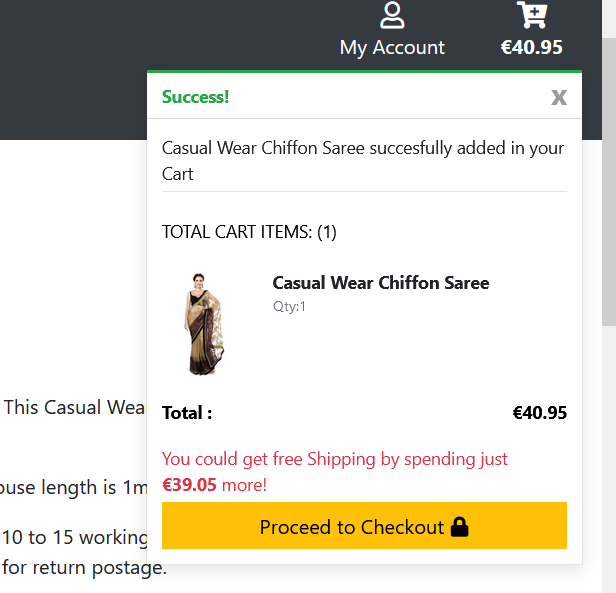 My Account
€40.95
Success!
X
Casual Wear Chiffon Saree succesfully added in your
Cart
TOTAL CART ITEMS: (1)
Casual Wear Chiffon Saree
Qty:1
This Casual Wea
Total : €40.95
You could get free Shipping by spending just
€39.05 more!
ouse length is 1m
Proceed to Checkout
10 to 15 working
for return postage.